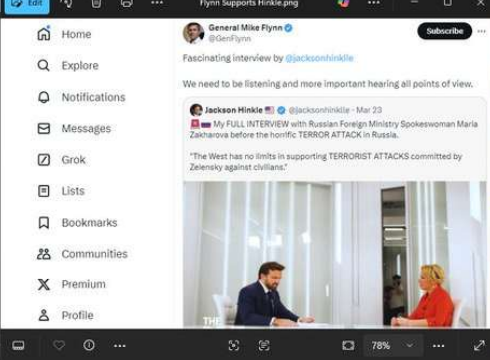 Edit
Flynn Supports Hinkle.png
Home
Explore
Notifications
Messages
Grok
Lists
Bookmarks
Communities
Premium
Profile
General Mike Flynn
@GenFlynn
Subscribe
Fascinating interview by @jacksonhinklle
We need to be listening and more important hearing all points of view.
Jackson Hinkle @jacksonhinklle · Mar 23
My FULL INTERVIEW with Russian Foreign Ministry Spokeswoman Maria
Zakharova before the horrific TERROR ATTACK in Russia.
"The West has no limits in supporting TERRORIST ATTACKS committed by
Zelensky against civilians."
THE
78%